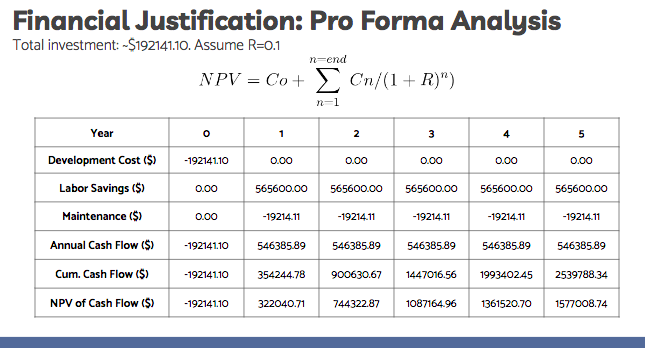 Financial Justification: Pro Forma Analysis
Total investment: ~$192141.10. Assume R=0.1
n=end
NPV = Co + ∑ Cn/(1 + R)ⁿ)
n=1
Year 0 1 2 3 4 5
Development Cost ($) -192141.10 0.00 0.00 0.00 0.00 0.00
Labor Savings ($) 0.00 565600.00 565600.00 565600.00 565600.00 565600.00
Maintenance ($) 0.00 -19214.11 -19214.11 -19214.11 -19214.11 -19214.11
Annual Cash Flow ($) -192141.10 546385.89 546385.89 546385.89 546385.89 546385.89
Cum. Cash Flow ($) -192141.10 354244.78 900630.67 1447016.56 1993402.45 2539788.34
NPV of Cash Flow ($) -192141.10 322040.71 744322.87 1087164.96 1361520.70 1577008.74